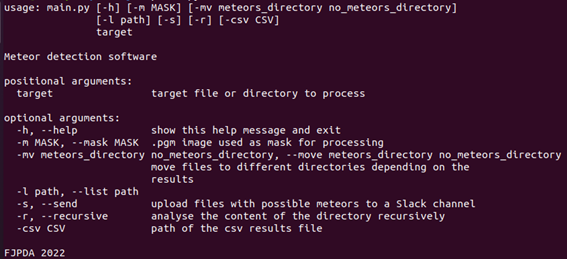 usage: main.py [-h] [-m MASK] [-mv meteors_directory no_meteors_directory]
[-l path] [-s] [-r] [-csv CSV]
target
Meteor detection software
positional arguments:
target target file or directory to process
optional arguments:
-h, --help show this help message and exit
-m MASK, --mask MASK .pgm image used as mask for processing
-mv meteors_directory no_meteors_directory, --move meteors_directory no_meteors_directory
move files to different directories depending on the
results
-l path, --list path
-s, --send upload files with possible meteors to a Slack channel
-r, --recursive analyse the content of the directory recursively
-csv CSV path of the csv results file
FJPDA 2022